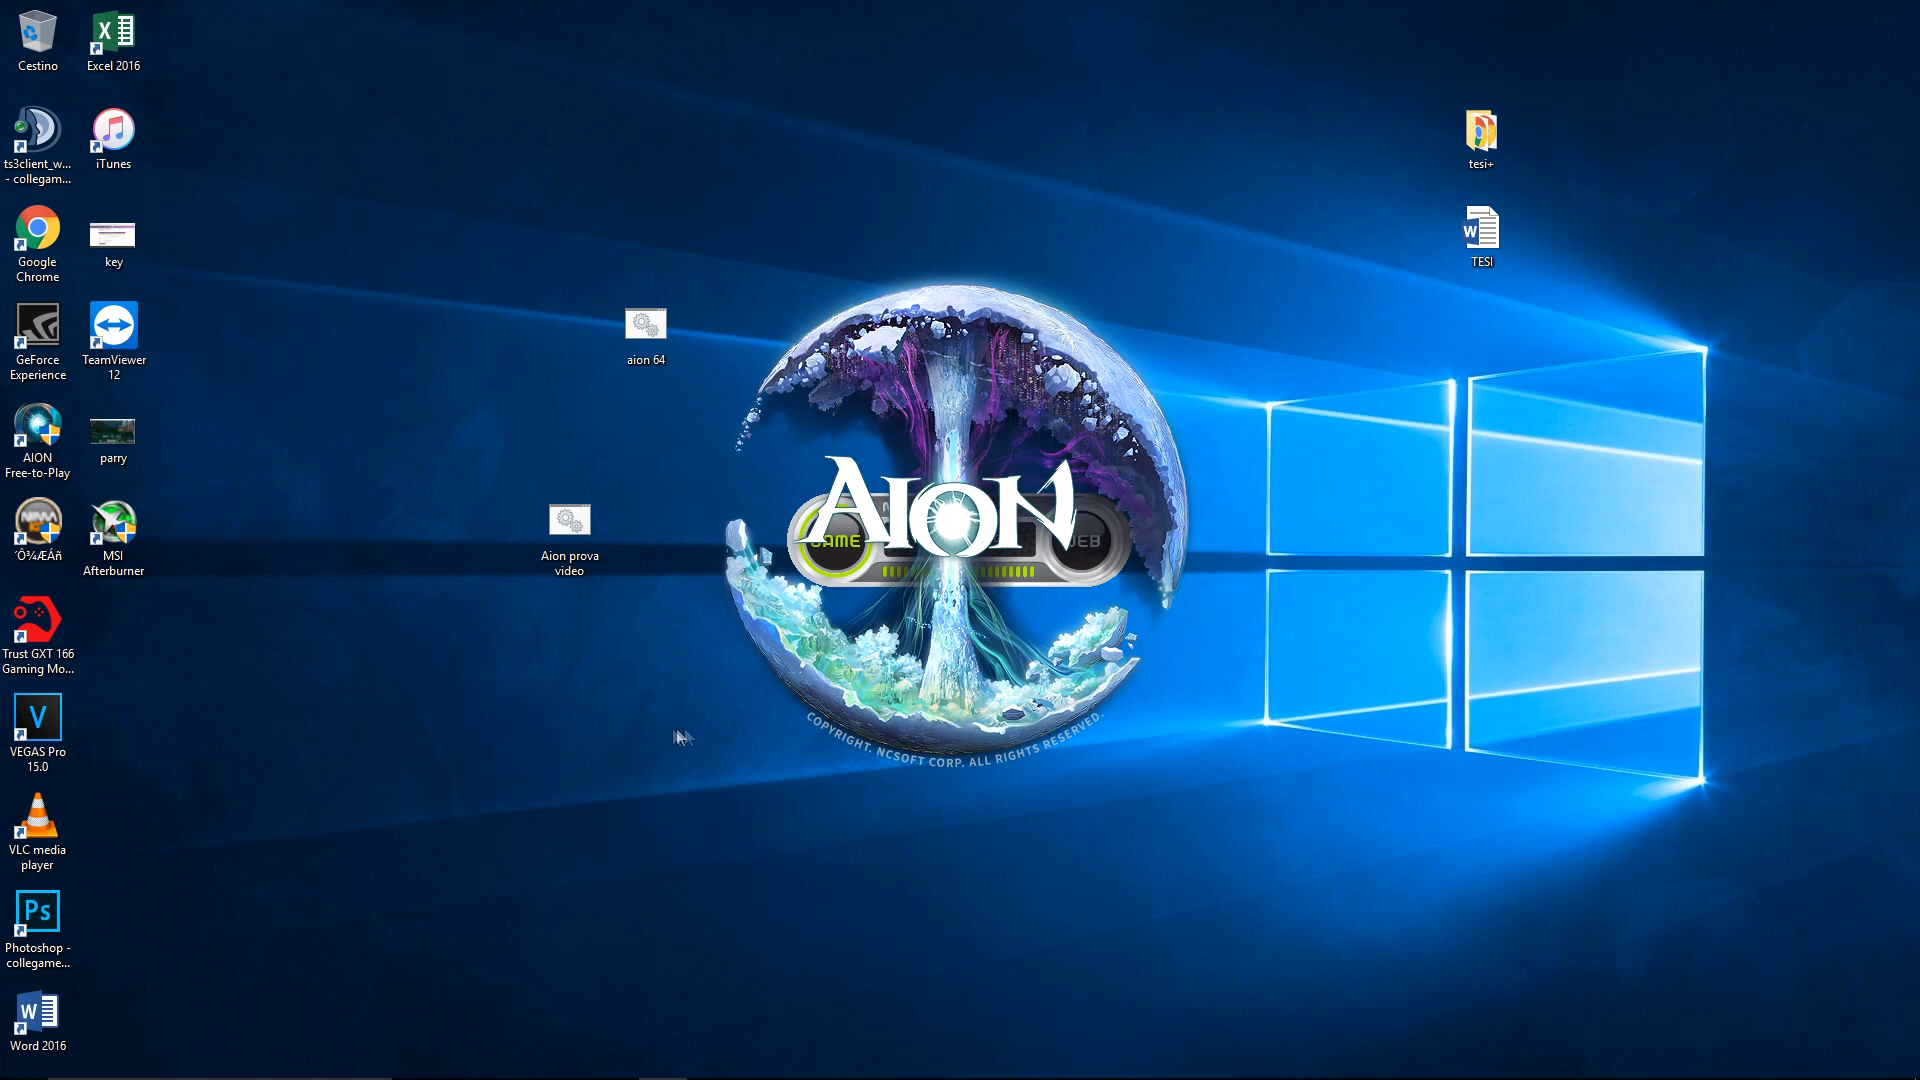 Cestino
Excel 2016
ts3client_w...
- collegam...
iTunes
Google
Chrome
key
GeForce
Experience
TeamViewer
12
AION
Free-to-Play
parry
´Ô¾ÆÁñ
MSI
Afterburner
Trust GXT 166
Gaming Mo...
VEGAS Pro
15.0
VLC media
player
Ps
Photoshop -
collegame...
Word 2016
aion 64
Aion prova
video
tesi+
TESI
AION
GAME
COPYRIGHT. NCSOFT CORP. ALL RIGHTS RESERVED.